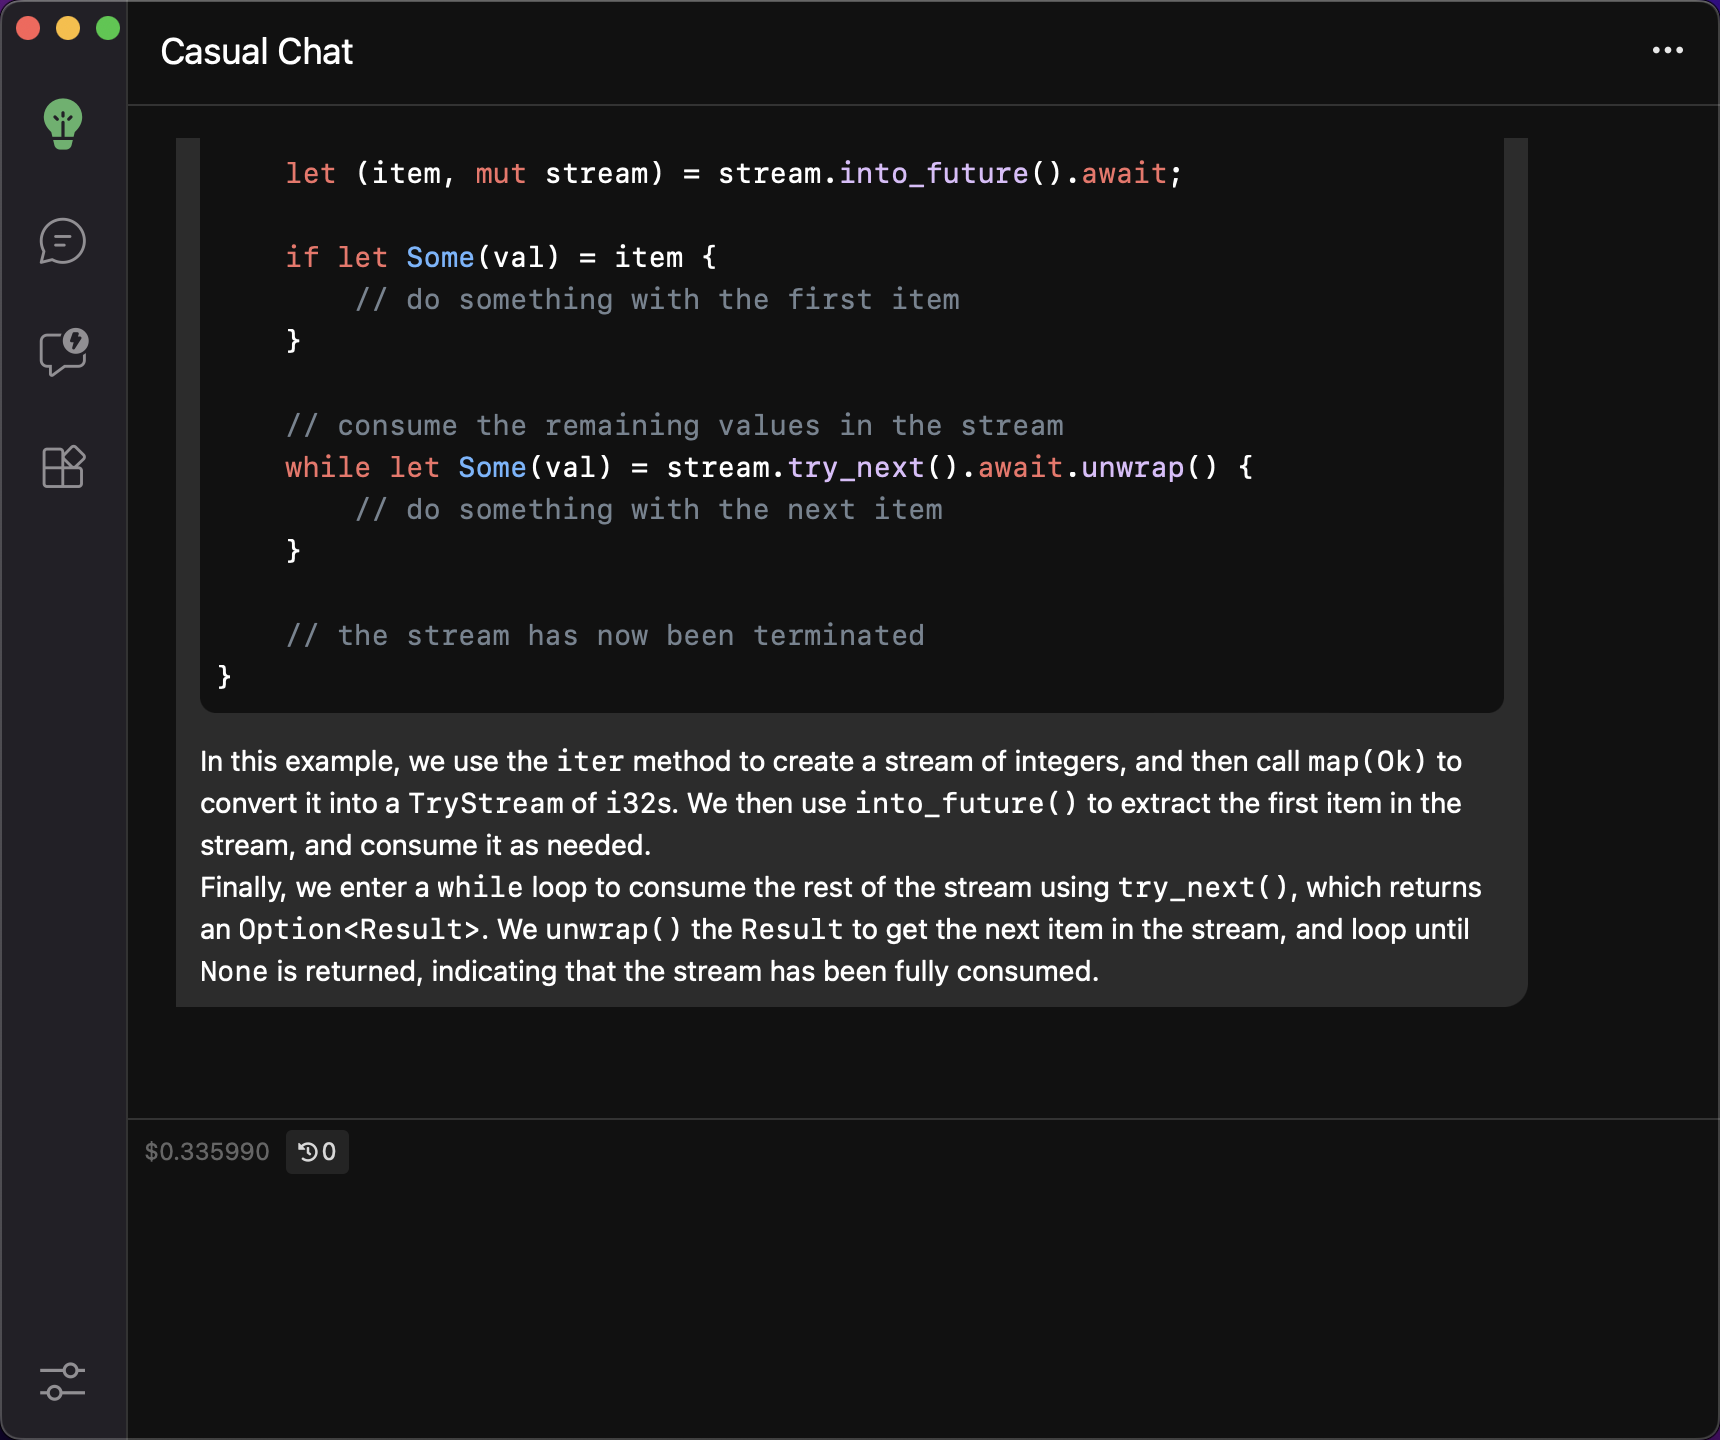 Casual Chat
let (item, mut stream) = stream.into_future().await;
if let Some(val) = item {
// do something with the first item
}
// consume the remaining values in the stream
while let Some(val) = stream.try_next().await.unwrap() {
// do something with the next item
}
// the stream has now been terminated
}
In this example, we use the iter method to create a stream of integers, and then call map(Ok) to
convert it into a TryStream of i32s. We then use into_future() to extract the first item in the
stream, and consume it as needed.
Finally, we enter a while loop to consume the rest of the stream using try_next(), which returns
an Option<Result>. We unwrap() the Result to get the next item in the stream, and loop until
None is returned, indicating that the stream has been fully consumed.
$0.335990 0